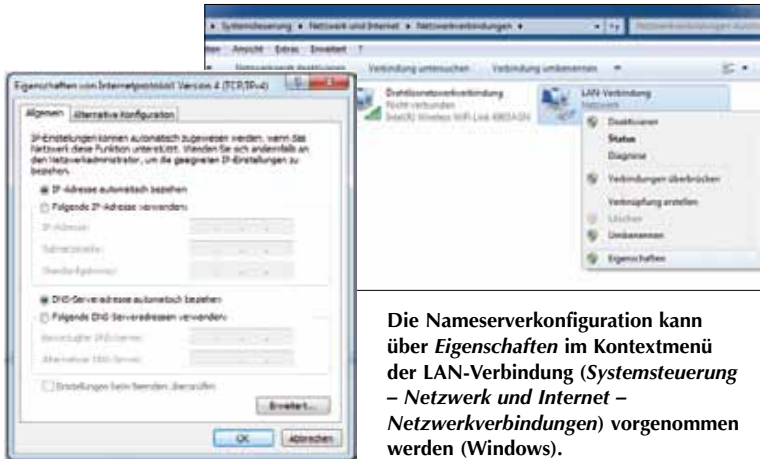 Systemsteuerung ▸ Netzwerk und Internet ▸ Netzwerkverbindungen ▸
Ansicht Extras Erweitert ?
Verbindung untersuchen Verbindung umbenennen
Drahtlosnetzwerkverbindung
Nicht verbunden
Intel(R) Wireless WiFi Link
LAN-Verbindung
Netzwerk
Deaktivieren
Status
Diagnose
Verbindungen überbrücken
Verknüpfung erstellen
Löschen
Umbenennen
Eigenschaften
Eigenschaften von Internetprotokoll Version 4 (TCP/IPv4)
Allgemein Alternative Konfiguration
IP-Einstellungen können automatisch zugewiesen werden, wenn das
Netzwerk diese Funktion unterstützt. Wenden Sie sich andernfalls an
den Netzwerkadministrator, um die geeigneten IP-Einstellungen zu
beziehen.
IP-Adresse automatisch beziehen
Folgende IP-Adresse verwenden:
IP-Adresse:
Subnetzmaske:
Standardgateway:
DNS-Serveradresse automatisch beziehen
Folgende DNS-Serveradressen verwenden:
Bevorzugter DNS-Server:
Alternativer DNS-Server:
Einstellungen beim Beenden überprüfen
Erweitert...
OK Abbrechen
Die Nameserverkonfiguration kann
über Eigenschaften im Kontextmenü
der LAN-Verbindung (Systemsteuerung
– Netzwerk und Internet –
Netzwerkverbindungen) vorgenommen
werden (Windows).